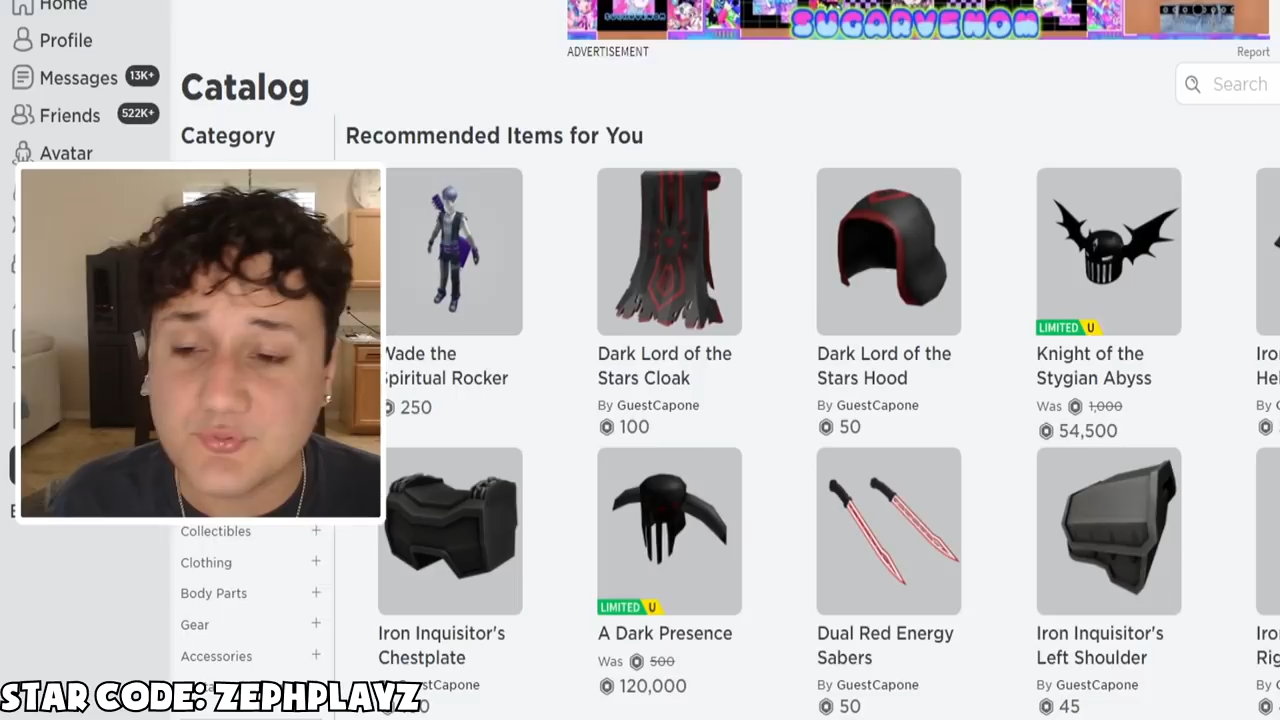 SUGARVENOM
ADVERTISEMENT
Report
Home
Profile
Messages 13K+
Friends 522K+
Avatar
Catalog
Search
Category
Recommended Items for You
Wade the
Spiritual Rocker
250
Dark Lord of the
Stars Cloak
By GuestCapone
100
Dark Lord of the
Stars Hood
By GuestCapone
50
LIMITED U
Knight of the
Stygian Abyss
Was 1,000
54,500
Collectibles +
Clothing +
Body Parts +
Gear +
Accessories +
Iron Inquisitor's
Chestplate
LIMITED U
A Dark Presence
Was 500
120,000
Dual Red Energy
Sabers
By GuestCapone
50
Iron Inquisitor's
Left Shoulder
By GuestCapone
45
STAR CODE: ZEPHPLAYZ